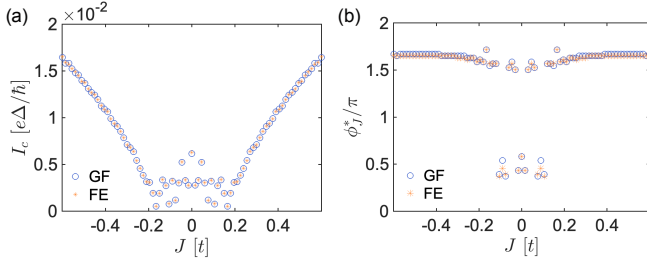 (a)
×10⁻²
2
1.5
1
0.5
0
I_c [eΔ/ħ]
GF
FE
-0.4 -0.2 0 0.2 0.4
J [t]
(b)
2
1.5
1
0.5
0
ϕ*_J/π
GF
FE
-0.4 -0.2 0 0.2 0.4
J [t]